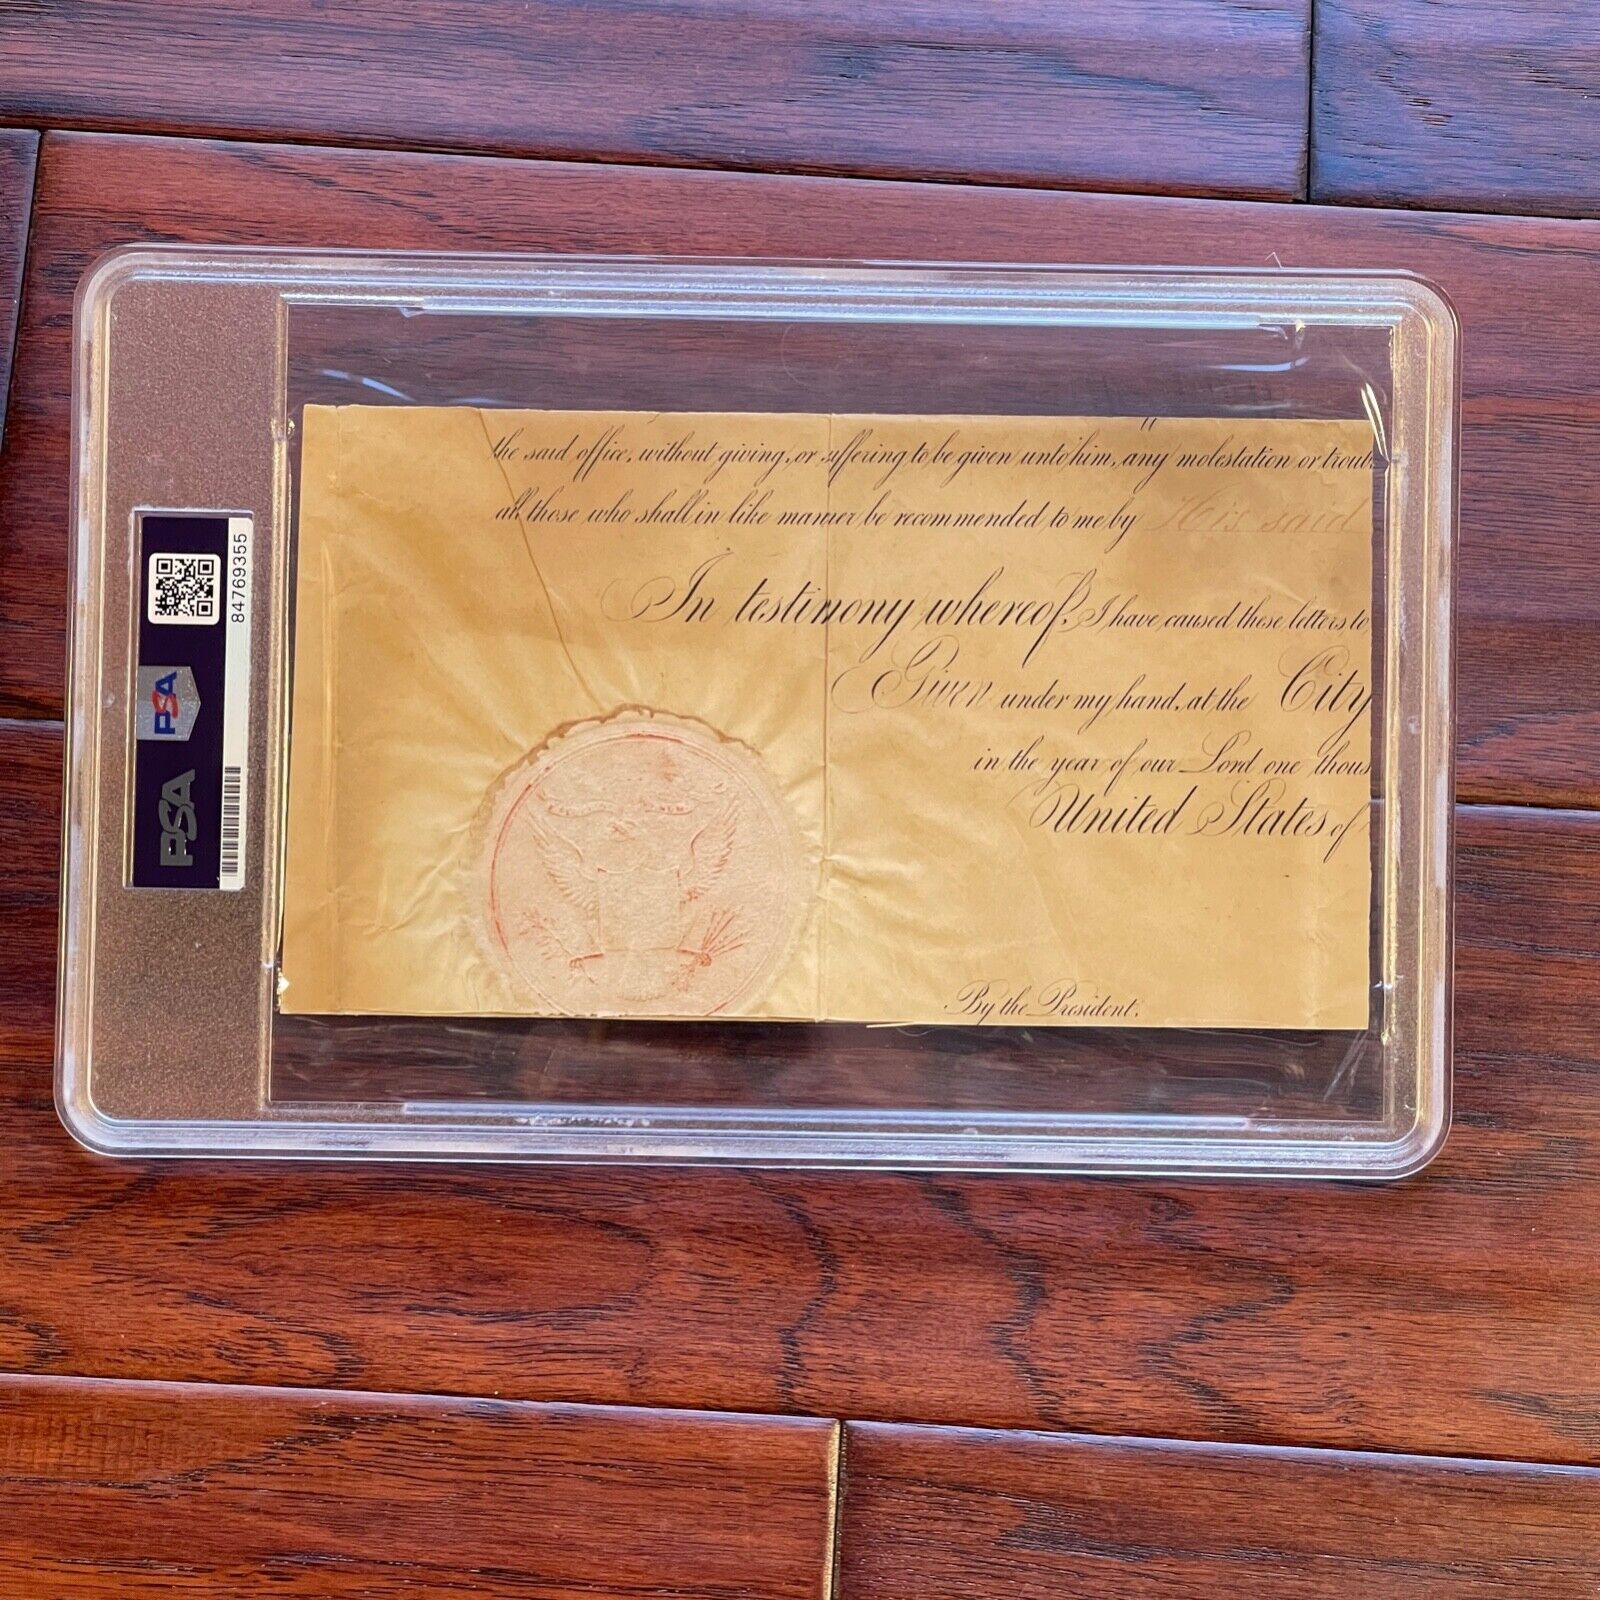 the said office, without giving, or suffering to be given unto him, any molestation or trouble
all those who shall in like manner be recommended to me by His said
In testimony whereof, I have caused these letters to
Given under my hand, at the City
in the year of our Lord one thous
United States of
By the President.
84769355
PSA
PSA